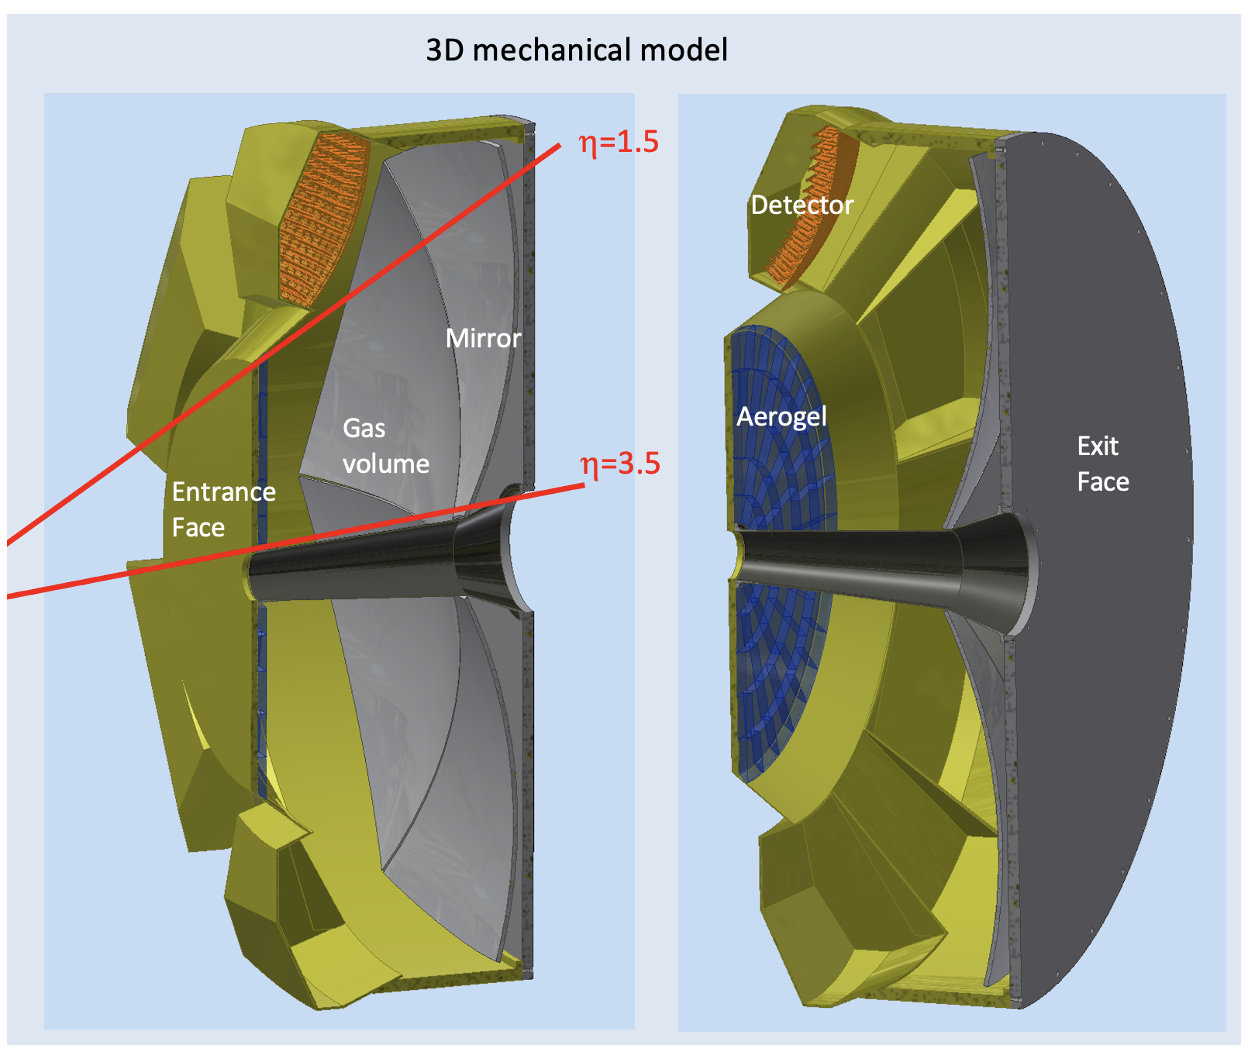 3D mechanical model
η=1.5
Mirror
Gas
volume
η=3.5
Entrance
Face
Detector
Aerogel
Exit
Face